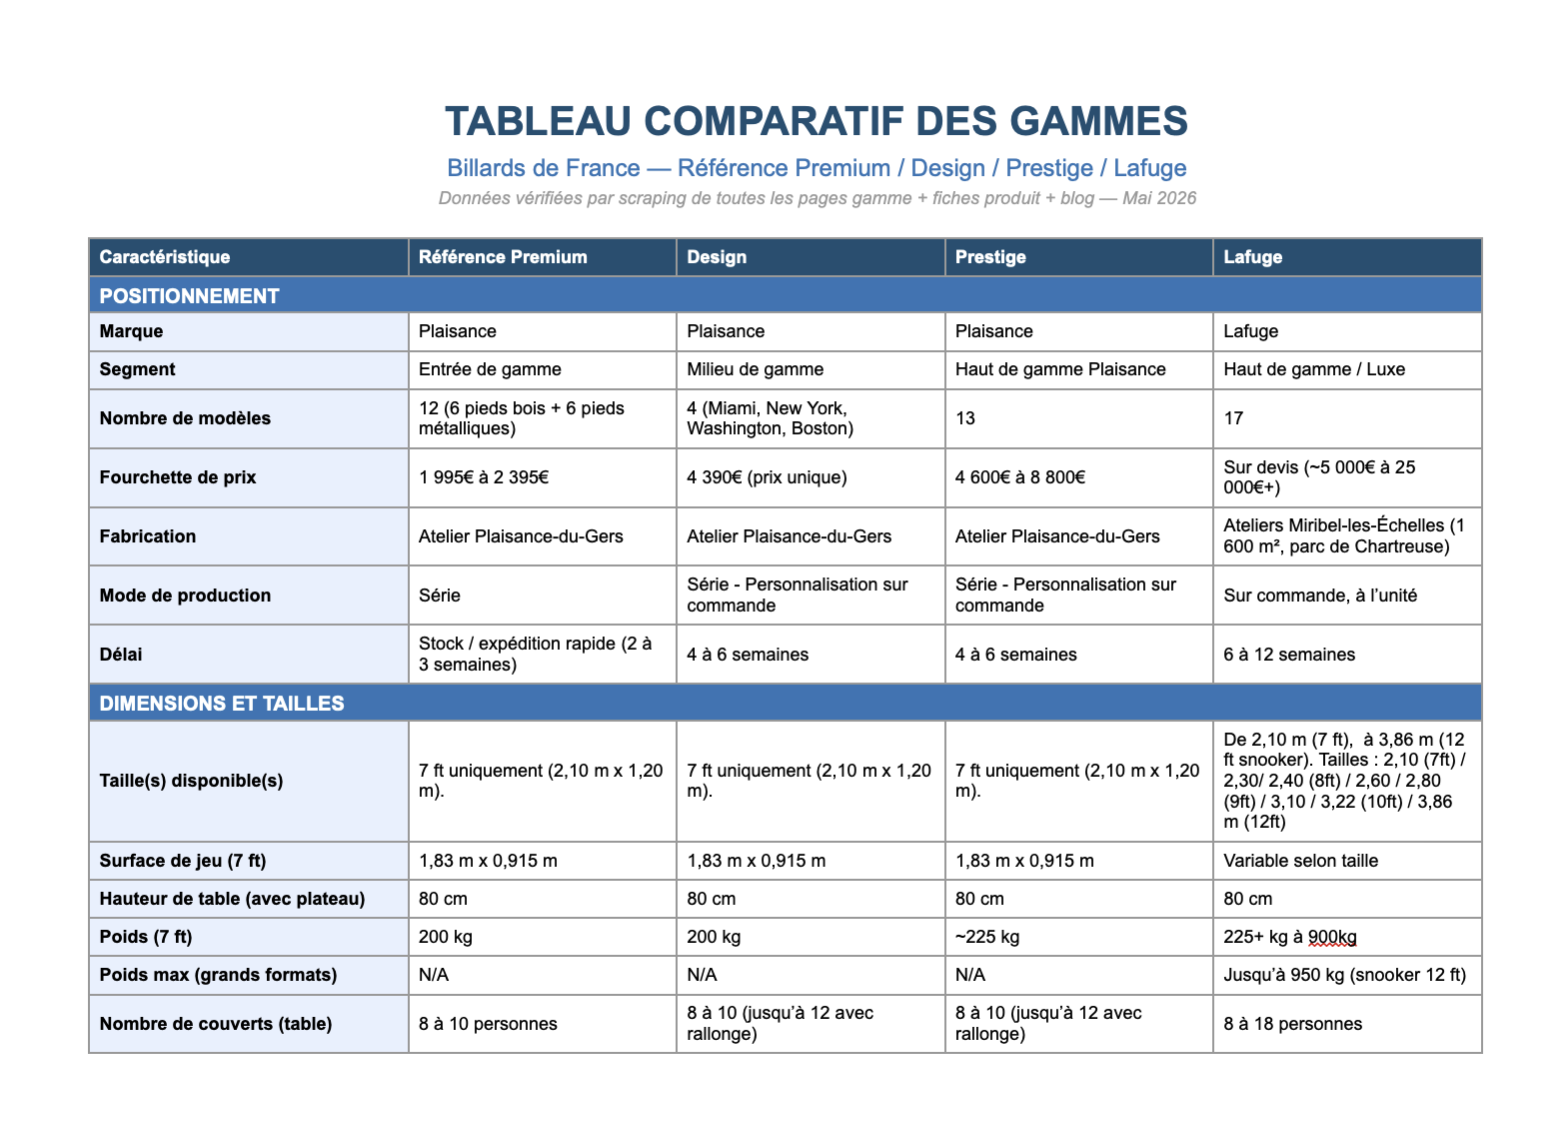 TABLEAU COMPARATIF DES GAMMES
Billards de France — Référence Premium / Design / Prestige / Lafuge
Données vérifiées par scraping de toutes les pages gamme + fiches produit + blog — Mai 2026
Caractéristique
Référence Premium
Design
Prestige
Lafuge
POSITIONNEMENT
Marque
Plaisance
Plaisance
Plaisance
Lafuge
Segment
Entrée de gamme
Milieu de gamme
Haut de gamme Plaisance
Haut de gamme / Luxe
Nombre de modèles
12 (6 pieds bois + 6 pieds
métalliques)
4 (Miami, New York,
Washington, Boston)
13
17
Fourchette de prix
1 995€ à 2 395€
4 390€ (prix unique)
4 600€ à 8 800€
Sur devis (~5 000€ à 25
000€+)
Fabrication
Atelier Plaisance-du-Gers
Atelier Plaisance-du-Gers
Atelier Plaisance-du-Gers
Ateliers Miribel-les-Échelles (1
600 m², parc de Chartreuse)
Mode de production
Série
Série - Personnalisation sur
commande
Série - Personnalisation sur
commande
Sur commande, à l’unité
Délai
Stock / expédition rapide (2 à
3 semaines)
4 à 6 semaines
4 à 6 semaines
6 à 12 semaines
DIMENSIONS ET TAILLES
Taille(s) disponible(s)
7 ft uniquement (2,10 m x 1,20
m).
7 ft uniquement (2,10 m x 1,20
m).
7 ft uniquement (2,10 m x 1,20
m).
De 2,10 m (7 ft),  à 3,86 m (12
ft snooker). Tailles : 2,10 (7ft) /
2,30/ 2,40 (8ft) / 2,60 / 2,80
(9ft) / 3,10 / 3,22 (10ft) / 3,86
m (12ft)
Surface de jeu (7 ft)
1,83 m x 0,915 m
1,83 m x 0,915 m
1,83 m x 0,915 m
Variable selon taille
Hauteur de table (avec plateau)
80 cm
80 cm
80 cm
80 cm
Poids (7 ft)
200 kg
200 kg
~225 kg
225+ kg à 900kg
Poids max (grands formats)
N/A
N/A
N/A
Jusqu’à 950 kg (snooker 12 ft)
Nombre de couverts (table)
8 à 10 personnes
8 à 10 (jusqu’à 12 avec
rallonge)
8 à 10 (jusqu’à 12 avec
rallonge)
8 à 18 personnes